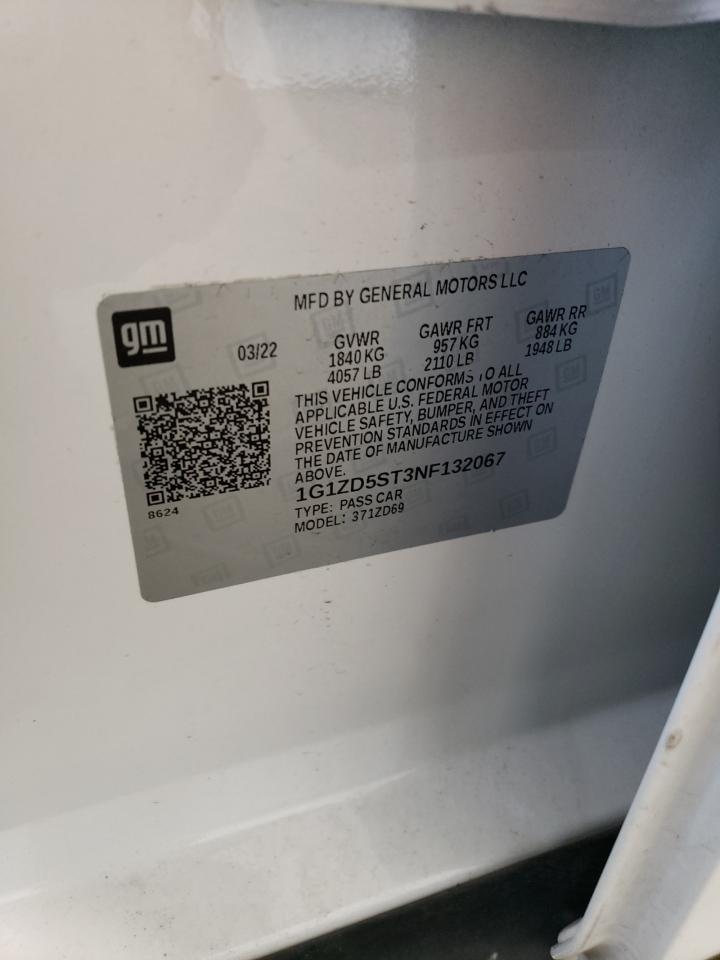 MFD BY GENERAL MOTORS LLC
gm
03/22
GVWR
1840 KG
4057 LB
GAWR FRT
957 KG
2110 LB
GAWR RR
884 KG
1948 LB
THIS VEHICLE CONFORMS TO ALL
APPLICABLE U.S. FEDERAL MOTOR
VEHICLE SAFETY, BUMPER, AND THEFT
PREVENTION STANDARDS IN EFFECT ON
THE DATE OF MANUFACTURE SHOWN
ABOVE.
1G1ZD5ST3NF132067
TYPE: PASS CAR
MODEL: 371ZD69
8624